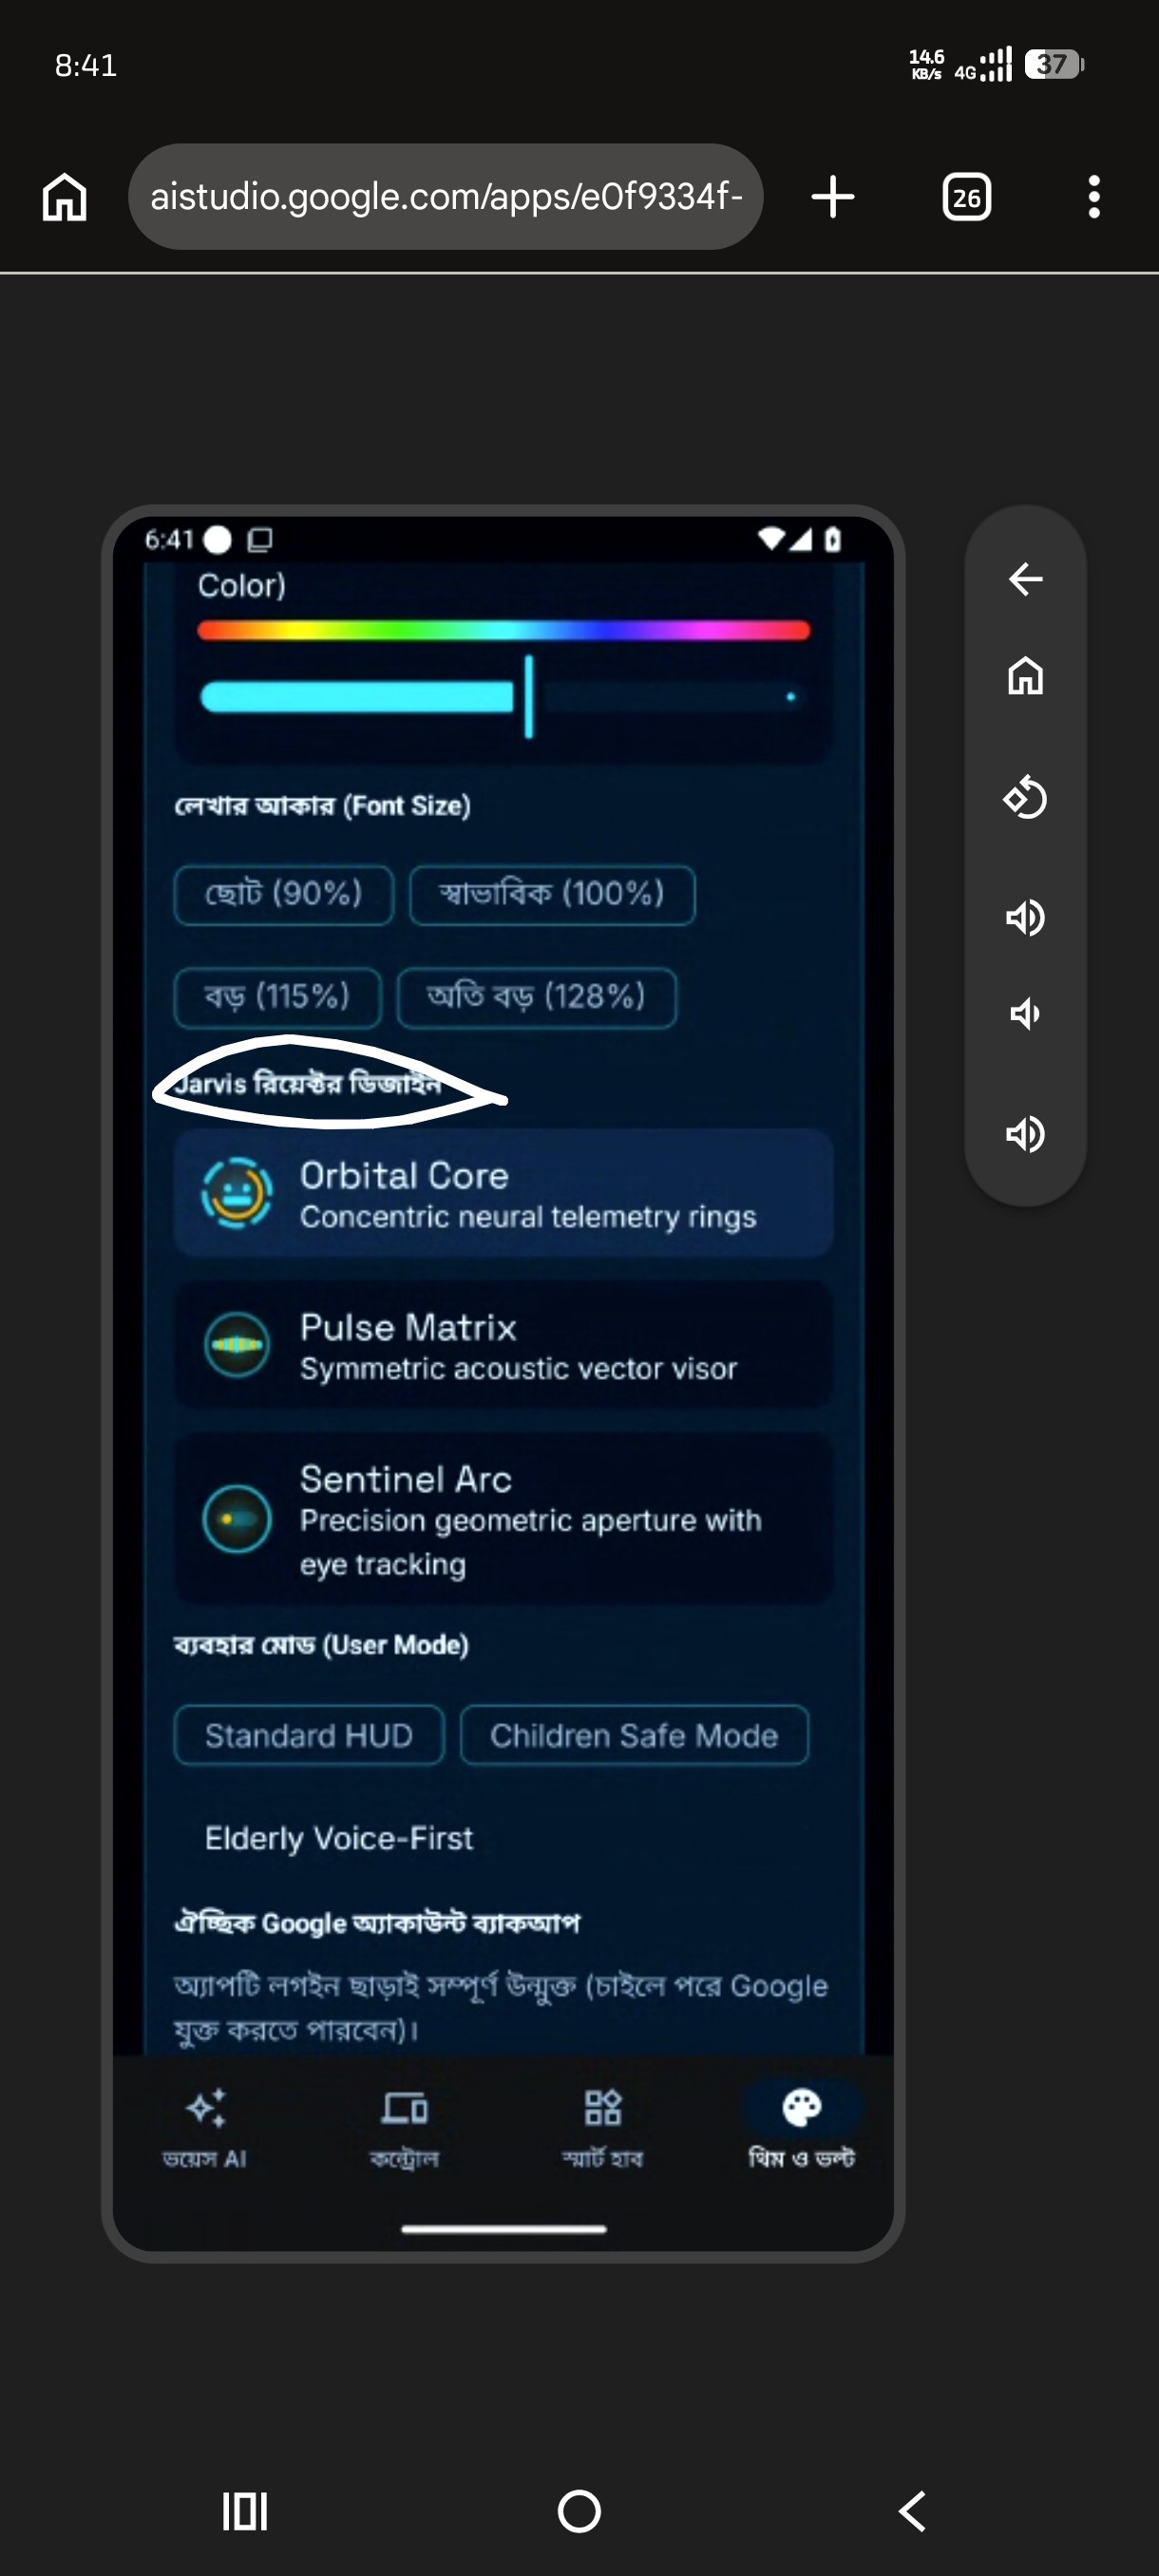 8:41
14.6
KB/s
4G
37
aistudio.google.com/apps/e0f9334f-
26
6:41
Color)
লেখার আকার (Font Size)
ছোট (90%)
স্বাভাবিক (100%)
বড় (115%)
অতি বড় (128%)
Jarvis রিয়েক্টর ডিজাইন
Orbital Core
Concentric neural telemetry rings
Pulse Matrix
Symmetric acoustic vector visor
Sentinel Arc
Precision geometric aperture with
eye tracking
ব্যবহার মোড (User Mode)
Standard HUD
Children Safe Mode
Elderly Voice-First
ঐচ্ছিক Google অ্যাকাউন্ট ব্যাকআপ
অ্যাপটি লগইন ছাড়াই সম্পূর্ণ উন্মুক্ত (চাইলে পরে Google
যুক্ত করতে পারবেন)।
ভয়েস AI
কন্ট্রোল
স্মার্ট হাব
থিম ও ভল্ট